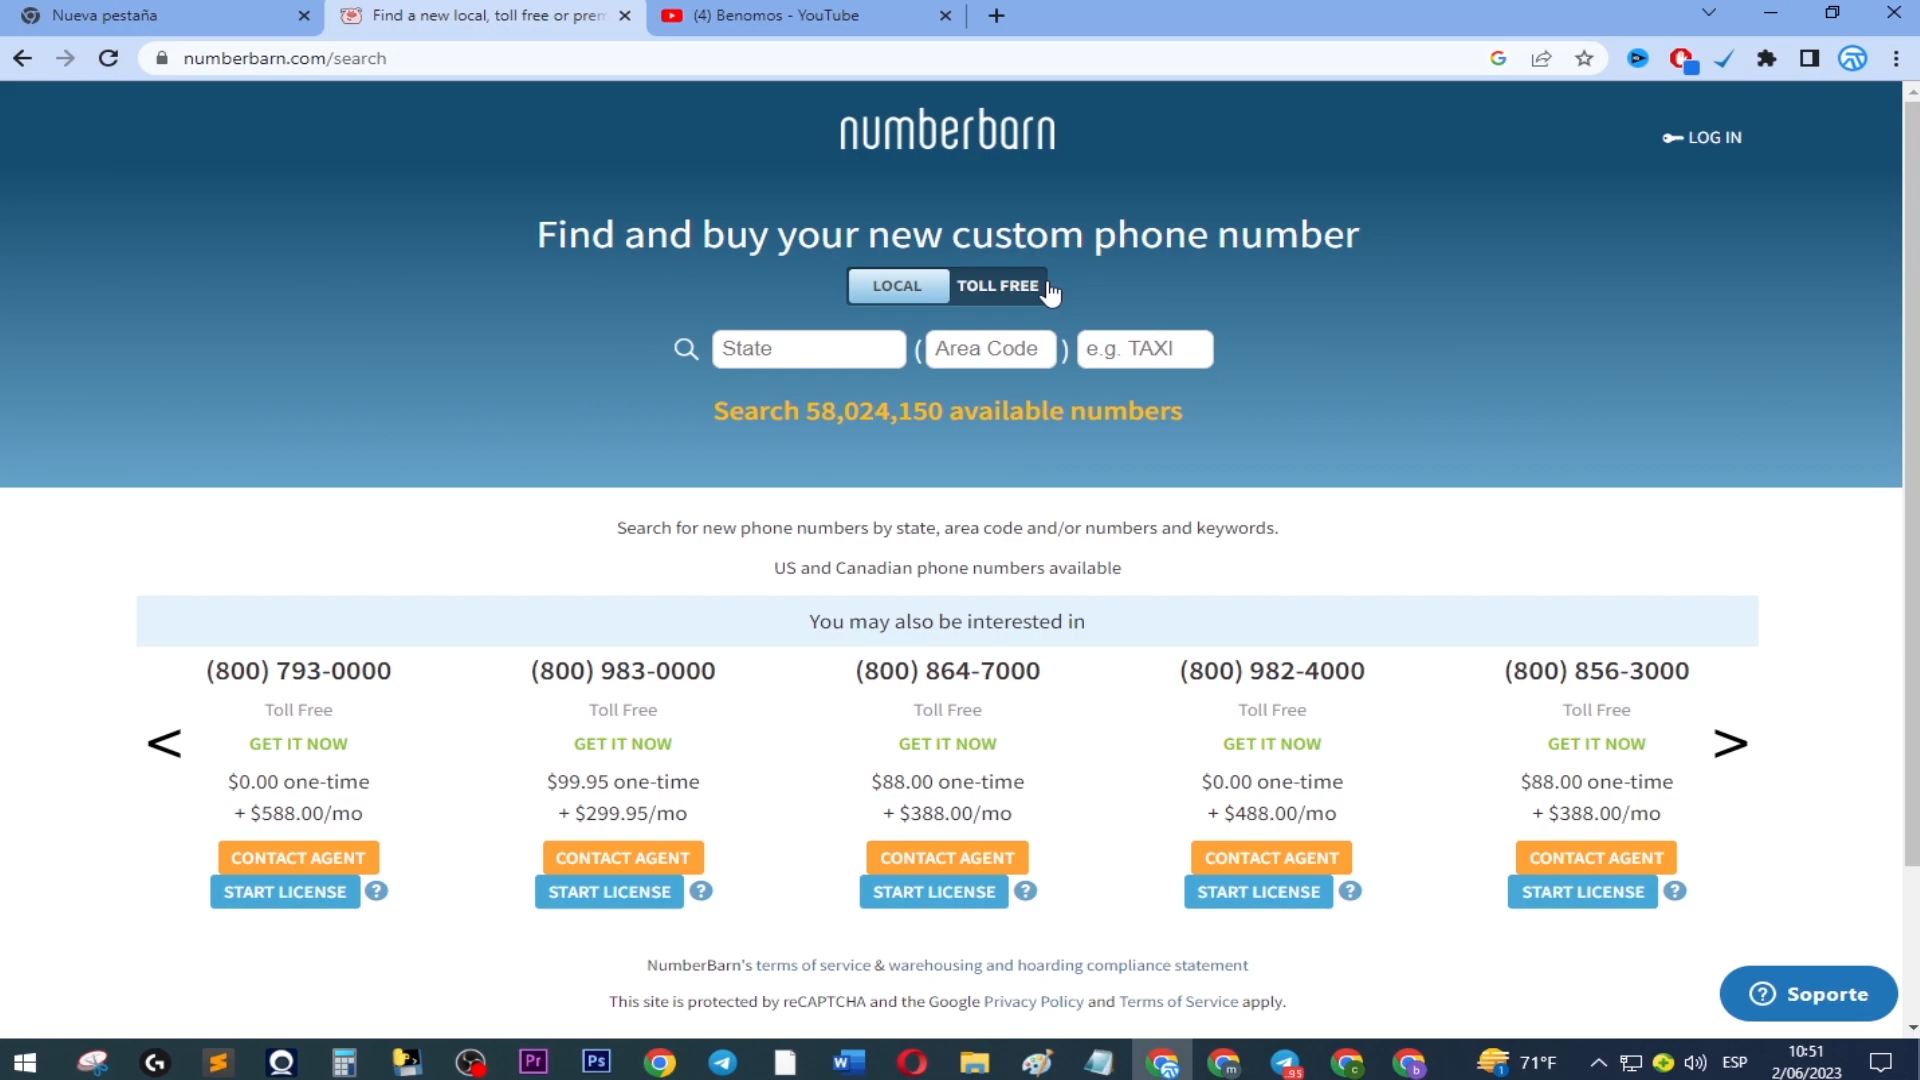 Nueva pestaña
Find a new local, toll free or prem
(4) Benomos - YouTube
numberbarn.com/search
numberbarn
LOG IN
Find and buy your new custom phone number
LOCAL TOLL FREE
State ( Area Code ) e.g. TAXI
Search 58,024,150 available numbers
Search for new phone numbers by state, area code and/or numbers and keywords.
US and Canadian phone numbers available
You may also be interested in
(800) 793-0000 (800) 983-0000 (800) 864-7000 (800) 982-4000 (800) 856-3000
Toll Free Toll Free Toll Free Toll Free Toll Free
GET IT NOW GET IT NOW GET IT NOW GET IT NOW GET IT NOW
< >
$0.00 one-time $99.95 one-time $88.00 one-time $0.00 one-time $88.00 one-time
+ $588.00/mo + $299.95/mo + $388.00/mo + $488.00/mo + $388.00/mo
CONTACT AGENT CONTACT AGENT CONTACT AGENT CONTACT AGENT CONTACT AGENT
START LICENSE ? START LICENSE ? START LICENSE ? START LICENSE ? START LICENSE ?
NumberBarn's terms of service & warehousing and hoarding compliance statement
This site is protected by reCAPTCHA and the Google Privacy Policy and Terms of Service apply.
? Soporte
Pr Ps 95 m c b 1 71°F ESP
10:51
2/06/2023